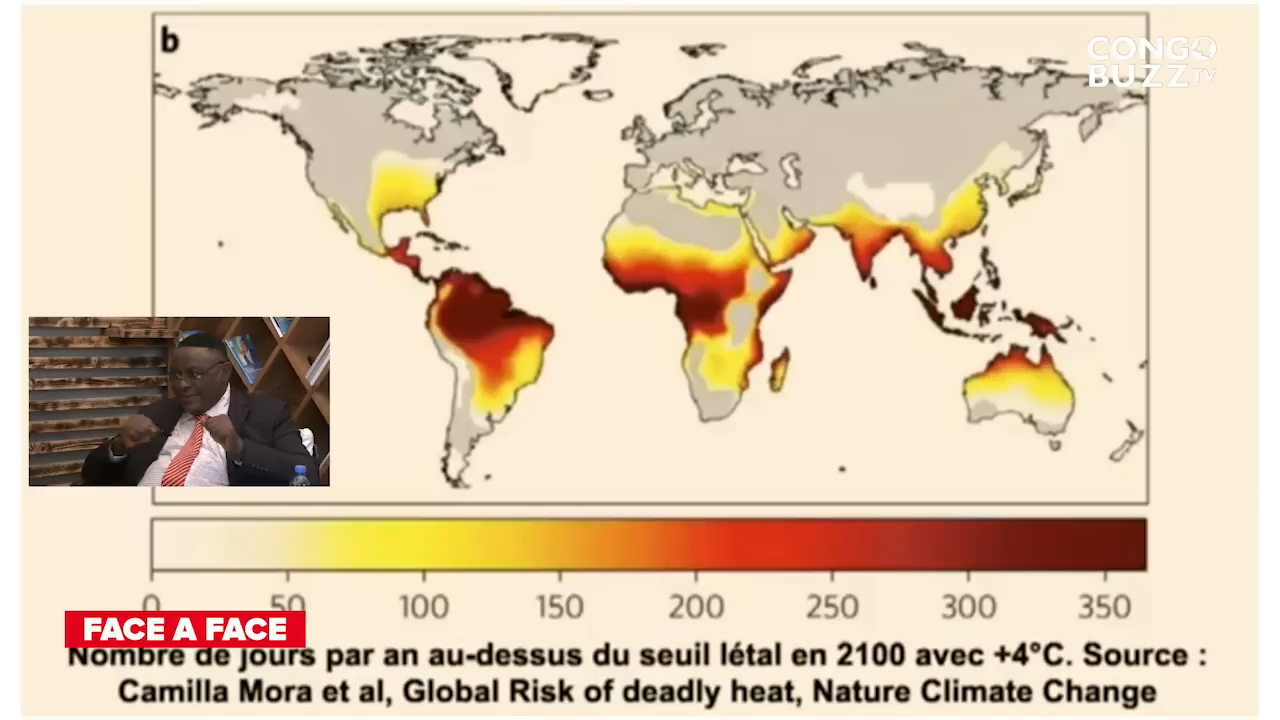 b
CONGO
BUZZ TV
0 50 100 150 200 250 300 350
FACE A FACE
Nombre de jours par an au-dessus du seuil létal en 2100 avec +4°C. Source :
Camilla Mora et al, Global Risk of deadly heat, Nature Climate Change